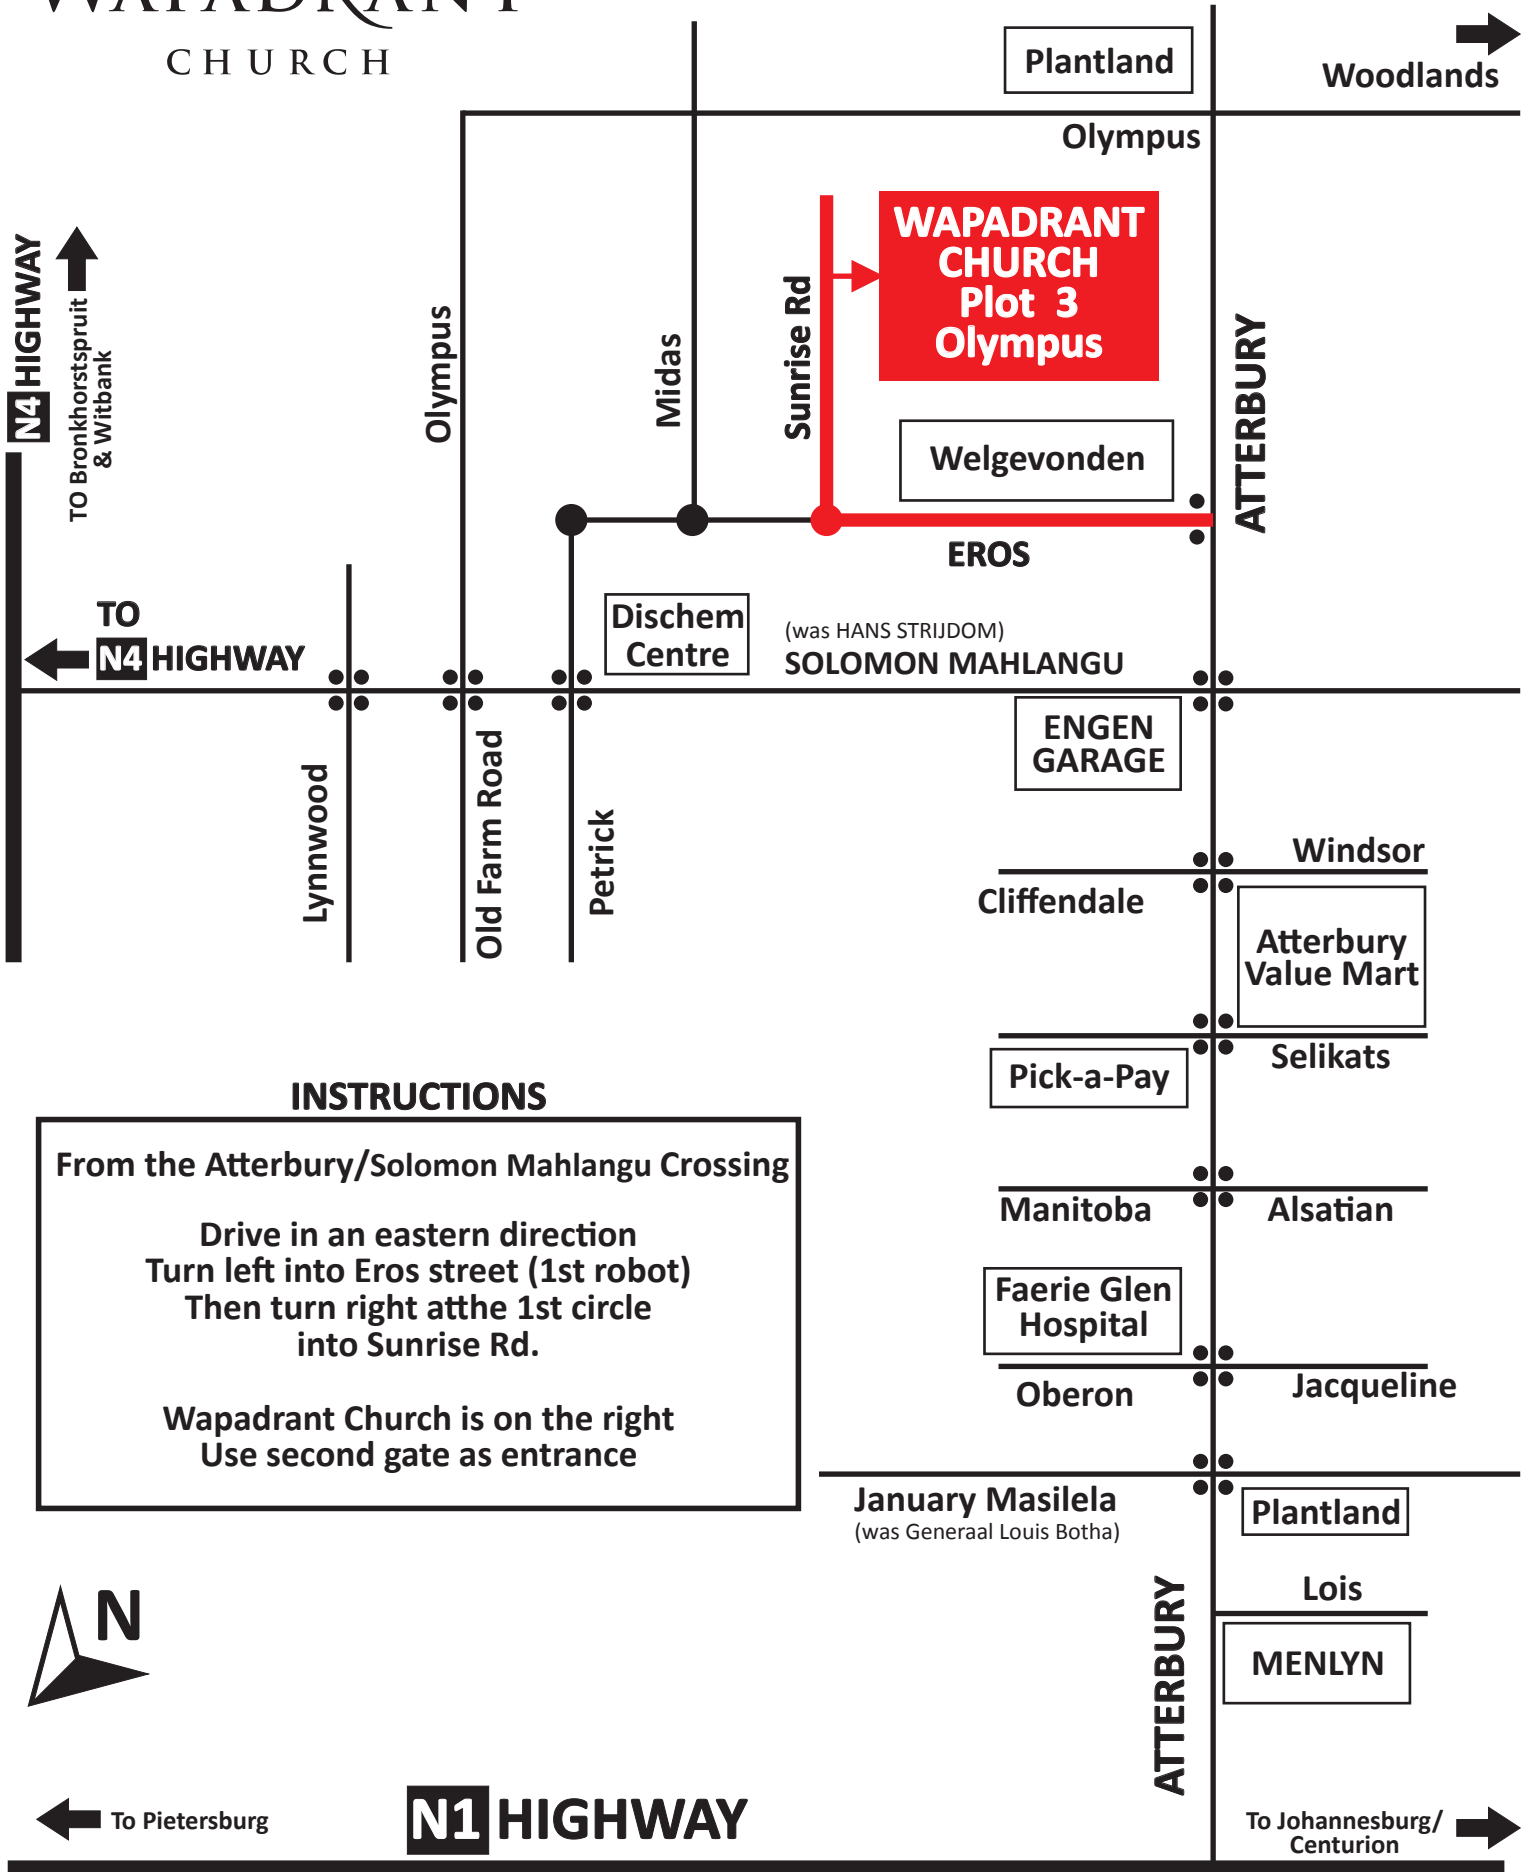 WAPADRANT
CHURCH
Plantland
Woodlands
Olympus
WAPADRANT
CHURCH
Plot 3
Olympus
N4 HIGHWAY
TO Bronkhorstspruit
& Witbank
Olympus
Midas
Sunrise Rd
ATTERBURY
Welgevonden
EROS
TO
N4 HIGHWAY
Dischem
Centre
(was HANS STRIJDOM)
SOLOMON MAHLANGU
ENGEN
GARAGE
Lynnwood
Old Farm Road
Petrick
Windsor
Cliffendale
Atterbury
Value Mart
Selikats
Pick-a-Pay
INSTRUCTIONS
From the Atterbury/Solomon Mahlangu Crossing
Drive in an eastern direction
Turn left into Eros street (1st robot)
Then turn right atthe 1st circle
into Sunrise Rd.
Wapadrant Church is on the right
Use second gate as entrance
Manitoba
Alsatian
Faerie Glen
Hospital
Oberon
Jacqueline
January Masilela
(was Generaal Louis Botha)
Plantland
Lois
MENLYN
ATTERBURY
N
To Pietersburg
N1 HIGHWAY
To Johannesburg/
Centurion